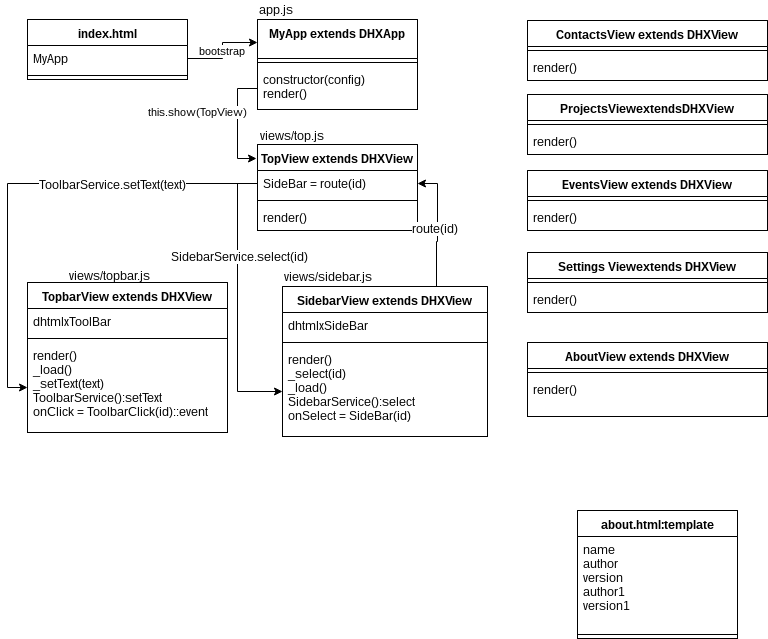 app.js
index.html
MyApp
bootstrap
MyApp extends DHXApp
constructor(config)
render()
this.show(TopView)
views/top.js
TopView extends DHXView
SideBar = route(id)
render()
ToolbarService.setText(text)
route(id)
SidebarService.select(id)
views/topbar.js
TopbarView extends DHXView
dhtmlxToolBar
render()
_load()
_setText(text)
ToolbarService():setText
onClick = ToolbarClick(id)::event
views/sidebar.js
SidebarView extends DHXView
dhtmlxSideBar
render()
_select(id)
_load()
SidebarService():select
onSelect = SideBar(id)
ContactsView extends DHXView
render()
ProjectsViewextendsDHXView
render()
EventsView extends DHXView
render()
Settings Viewextends DHXView
render()
AboutView extends DHXView
render()
about.html:template
name
author
version
author1
version1